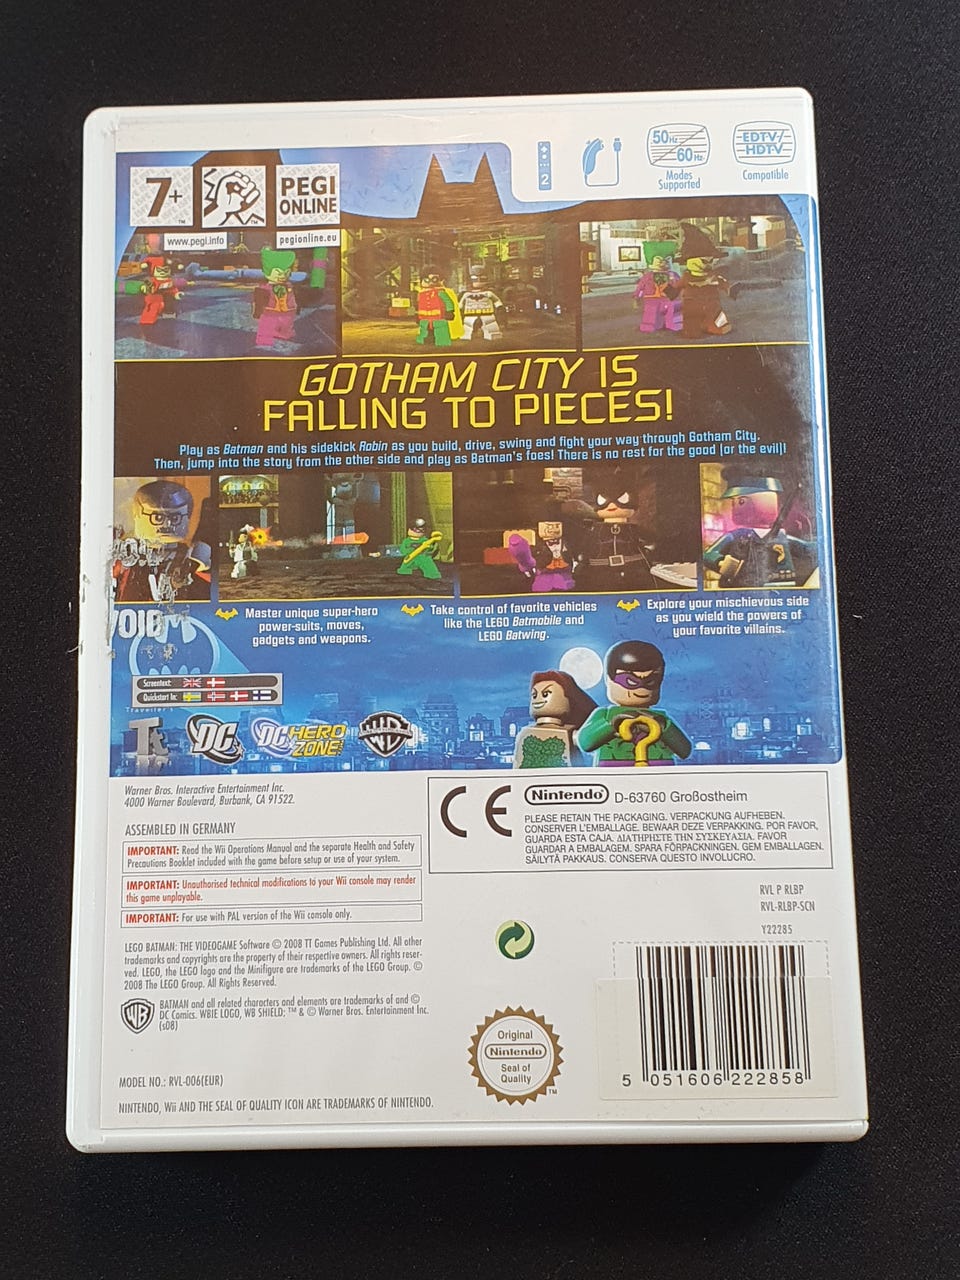 7+
PEGI
ONLINE
www.pegi.info
pegionline.eu
2
50Hz
60Hz
Modes
Supported
EDTV/
HDTV
Compatible
GOTHAM CITY IS
FALLING TO PIECES!
Play as Batman and his sidekick Robin as you build, drive, swing and fight your way through Gotham City.
Then, jump into the story from the other side and play as Batman's foes! There is no rest for the good (or the evil)!
VOID
Master unique super-hero
power-suits, moves,
gadgets and weapons.
Take control of favorite vehicles
like the LEGO Batmobile and
LEGO Batwing.
Explore your mischievous side
as you wield the powers of
your favorite villains.
Screentext:
Quickstart In:
Traveller's
DC
DC HERO
ZONE
WB
Warner Bros. Interactive Entertainment Inc.
4000 Warner Boulevard, Burbank, CA 91522.
ASSEMBLED IN GERMANY
IMPORTANT: Read the Wii Operations Manual and the separate Health and Safety
Precautions Booklet included with the game before setup or use of your system.
IMPORTANT: Unauthorised technical modifications to your Wii console may render
this game unplayable.
IMPORTANT: For use with PAL version of the Wii console only.
LEGO BATMAN: THE VIDEOGAME Software © 2008 TT Games Publishing Ltd. All other
trademarks and copyrights are the property of their respective owners. All rights reser-
ved. LEGO, the LEGO logo and the Minifigure are trademarks of the LEGO Group. ©
2008 The LEGO Group. All Rights Reserved.
WB
BATMAN and all related characters and elements are trademarks of and ©
DC Comics. WBIE LOGO, WB SHIELD: ™ & © Warner Bros. Entertainment Inc.
(s08)
MODEL NO.: RVL-006(EUR)
NINTENDO, Wii AND THE SEAL OF QUALITY ICON ARE TRADEMARKS OF NINTENDO.
CE
Nintendo D-63760 Großostheim
PLEASE RETAIN THE PACKAGING. VERPACKUNG AUFHEBEN.
CONSERVER L'EMBALLAGE. BEWAAR DEZE VERPAKKING. POR FAVOR,
GUARDA ESTA CAJA. ΔΙΑΤΗΡΗΣΤΕ ΤΗΝ ΣΥΣΚΕΥΑΣΙΑ. FAVOR
GUARDAR A EMBALAGEM. SPARA FÖRPACKNINGEN. GEM EMBALLAGEN.
SÄILYTÄ PAKKAUS. CONSERVA QUESTO INVOLUCRO.
RVL P RLBP
RVL-RLBP-SCN
Y22285
Original
Nintendo
Seal of
Quality
TM
5 051606 222858